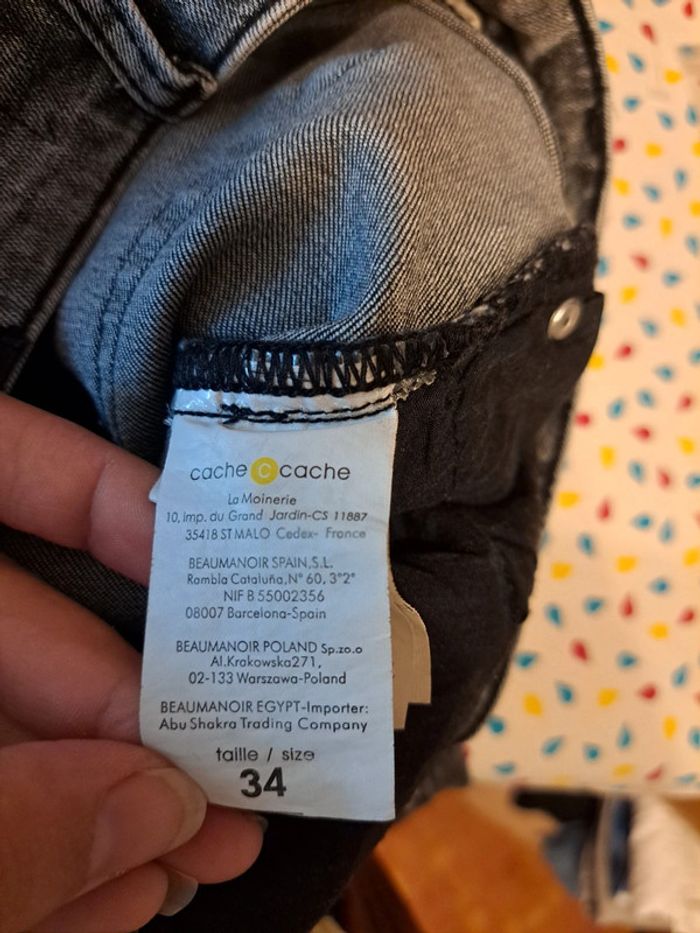 cache c cache
La Moinerie
10, imp. du Grand Jardin-CS 11887
35418 ST MALO Cedex- France
BEAUMANOIR SPAIN,S.L.
Rambla Cataluña,N° 60, 3°2°
NIF B 55002356
08007 Barcelona-Spain
BEAUMANOIR POLAND Sp.zo.o
Al.Krakowska271,
02-133 Warszawa-Poland
BEAUMANOIR EGYPT-Importer:
Abu Shakra Trading Company
taille / size
34